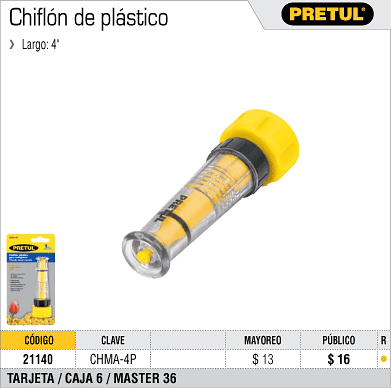 Chiflón de plástico
PRETUL®
❯ Largo: 4"
PRETUL
PRETUL
CÓDIGO CLAVE MAYOREO PÚBLICO R
21140 CHMA-4P $ 13 $ 16 ●
TARJETA / CAJA 6 / MASTER 36